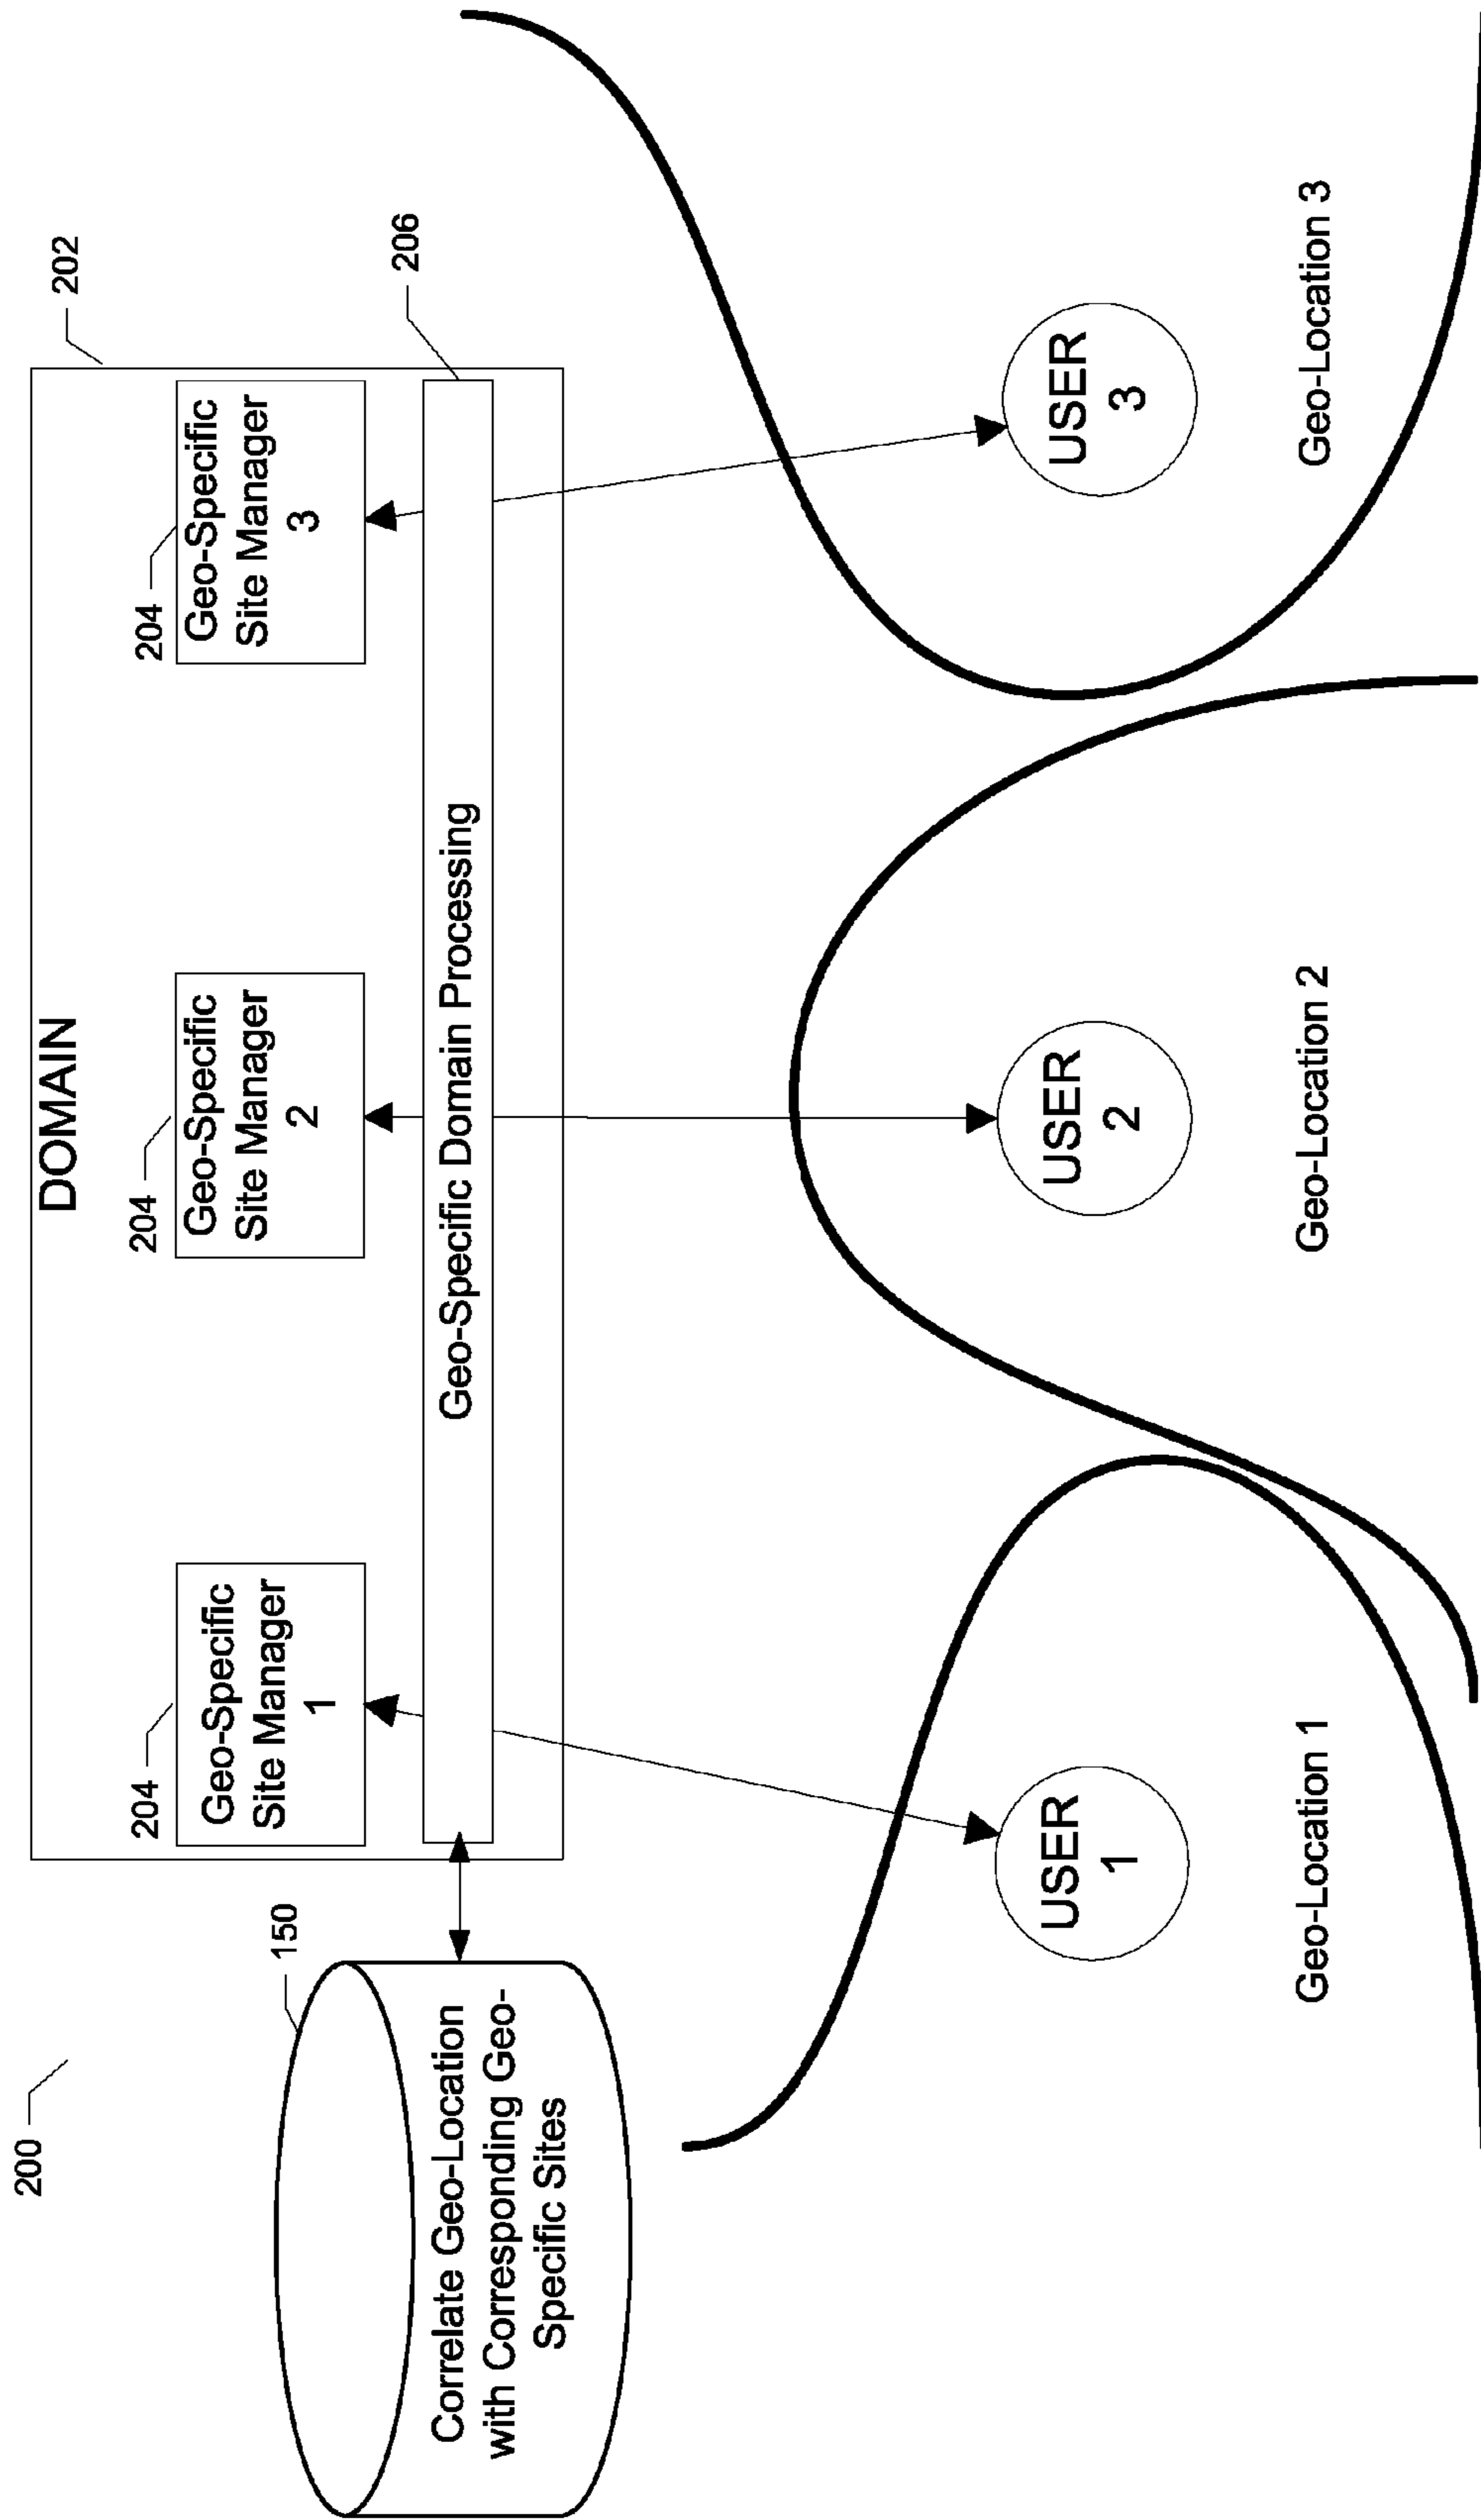 200
DOMAIN
202
150
204
Geo-Specific
Site Manager
1
204
Geo-Specific
Site Manager
2
204
Geo-Specific
Site Manager
3
206
Correlate Geo-Location
with Corresponding Geo-
Specific Sites
Geo-Specific Domain Processing
USER
1
USER
2
USER
3
Geo-Location 1
Geo-Location 2
Geo-Location 3